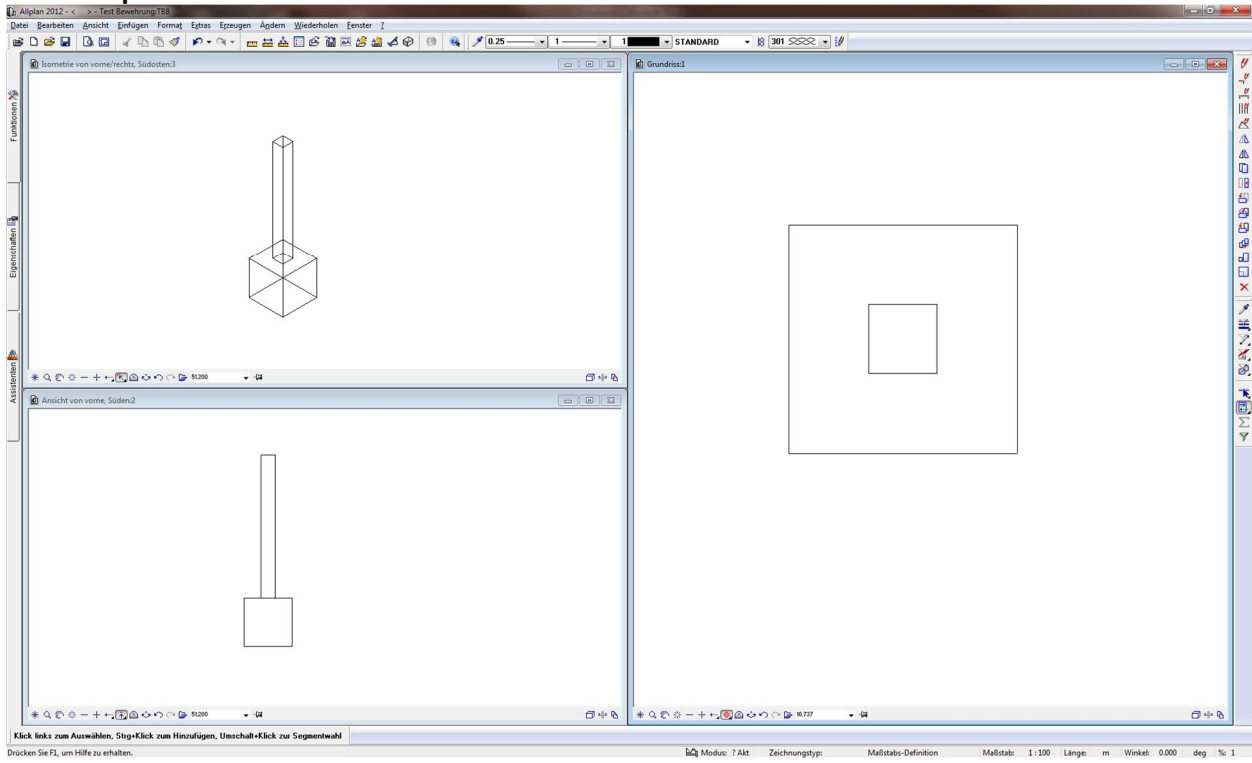 Allplan 2012 - < > - Test Bewehrung:TB8
Datei Bearbeiten Ansicht Einfügen Format Extras Erzeugen Ändern Wiederholen Fenster ?
0.25 1 1 STANDARD 301
Isometrie von vorne/rechts, Südosten:3
Grundriss:1
Funktionen
Eigenschaften
Assistenten
51.200
Ansicht von vorne, Süden:2
51.200
10.737
Klick links zum Auswählen, Strg+Klick zum Hinzufügen, Umschalt+Klick zur Segmentwahl
Drücken Sie F1, um Hilfe zu erhalten. Modus: ? Akt Zeichnungstyp: Maßstabs-Definition Maßstab: 1 : 100 Länge: m Winkel: 0.000 deg %: 1